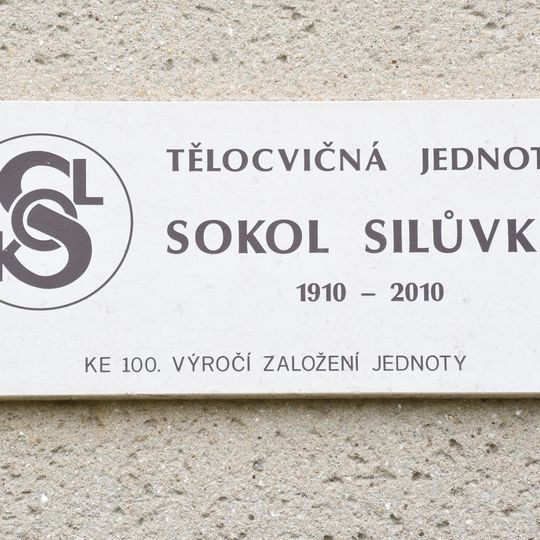 TĚLOCVIČNÁ JEDNOT
SOKOL SILŮVK
1910 – 2010
KE 100. VÝROČÍ ZALOŽENÍ JEDNOTY